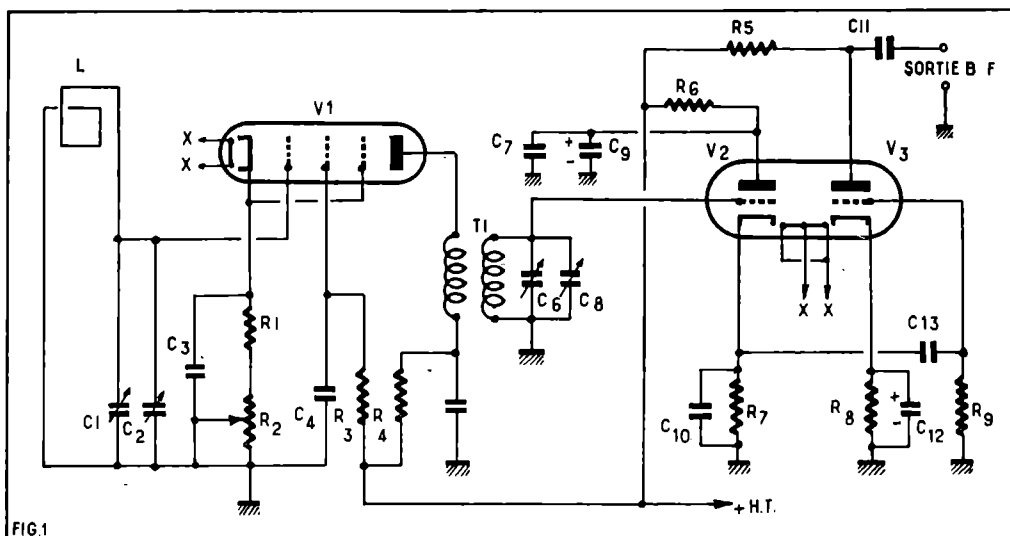 R5
C11
L
SORTIE B F
R6
V1
X
X
C7
+
-
C9
V2
V3
T1
C6
C8
X X
C13
R1
C3
C1
C2
R2
C4
R3
R4
C10
R7
R8
+
-
C12
R9
+ H.T.
FIG.1